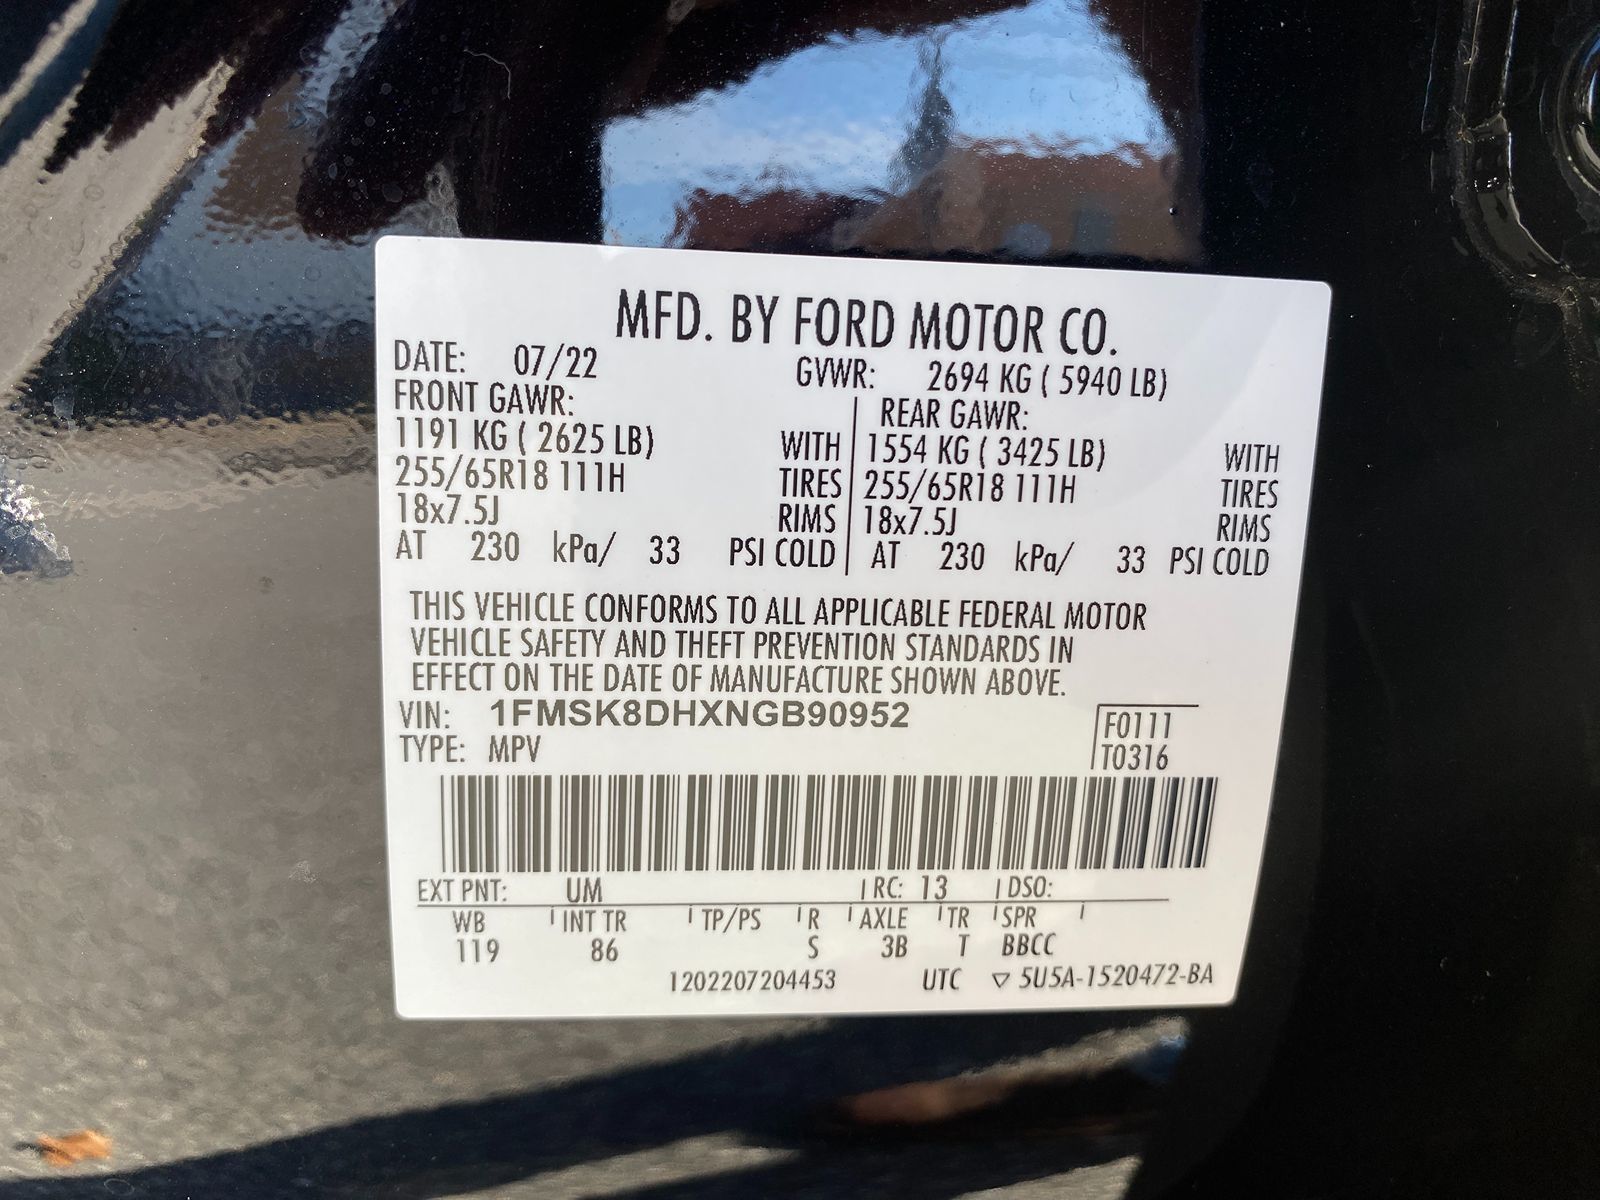 MFD. BY FORD MOTOR CO.
DATE: 07/22 GVWR: 2694 KG ( 5940 LB)
FRONT GAWR: REAR GAWR:
1191 KG ( 2625 LB) WITH 1554 KG ( 3425 LB) WITH
255/65R18 111H TIRES 255/65R18 111H TIRES
18x7.5J RIMS 18x7.5J RIMS
AT 230 kPa/ 33 PSI COLD AT 230 kPa/ 33 PSI COLD
THIS VEHICLE CONFORMS TO ALL APPLICABLE FEDERAL MOTOR
VEHICLE SAFETY AND THEFT PREVENTION STANDARDS IN
EFFECT ON THE DATE OF MANUFACTURE SHOWN ABOVE.
VIN: 1FMSK8DHXNGB90952 F0111
TYPE: MPV T0316
EXT PNT: UM RC: 13 DSO:
WB INT TR TP/PS R AXLE TR SPR
119 86 S 3B T BBCC
1202207204453 UTC ▽ 5U5A-1520472-BA